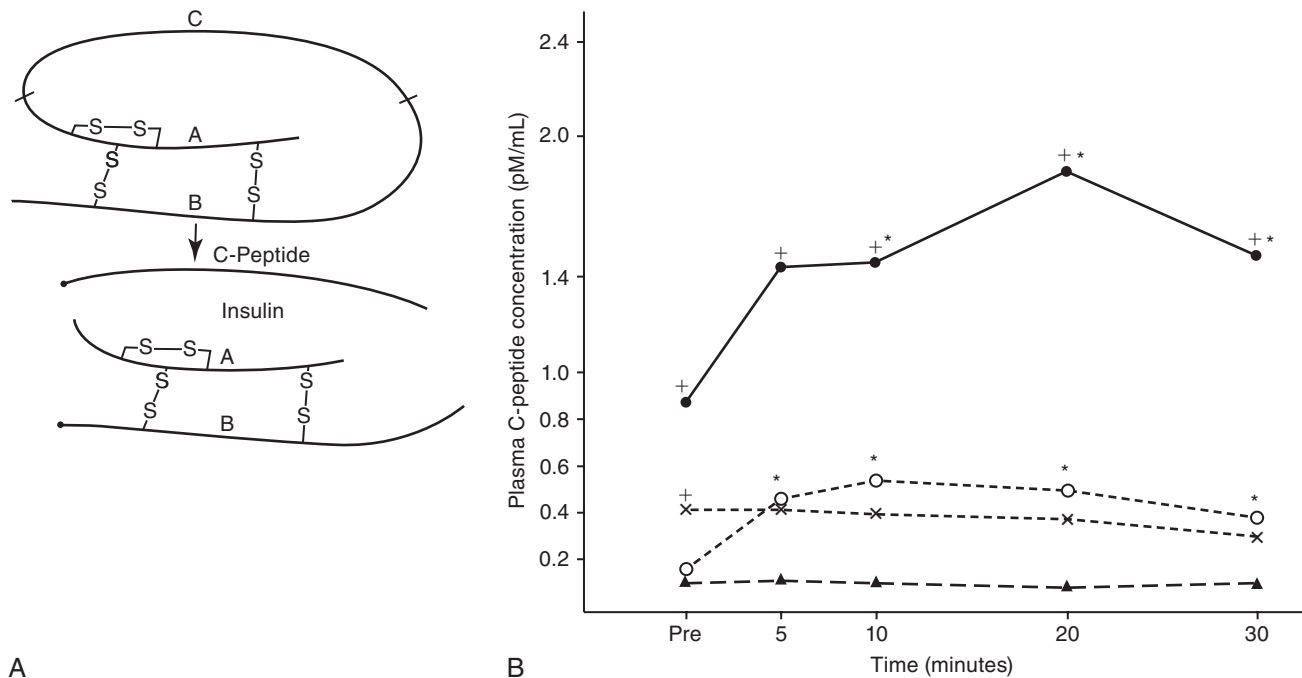 C
S S
A
S
S
S
S
B
C-Peptide
Insulin
S S
A
S
S
S
S
B
A
Plasma C-peptide concentration (pM/mL)
2.4
2.0
1.4
1.0
0.8
0.6
0.4
0.2
+ *
+
+ *
+ *
+
+
*
*
*
*
Pre 5 10 20 30
Time (minutes)
B